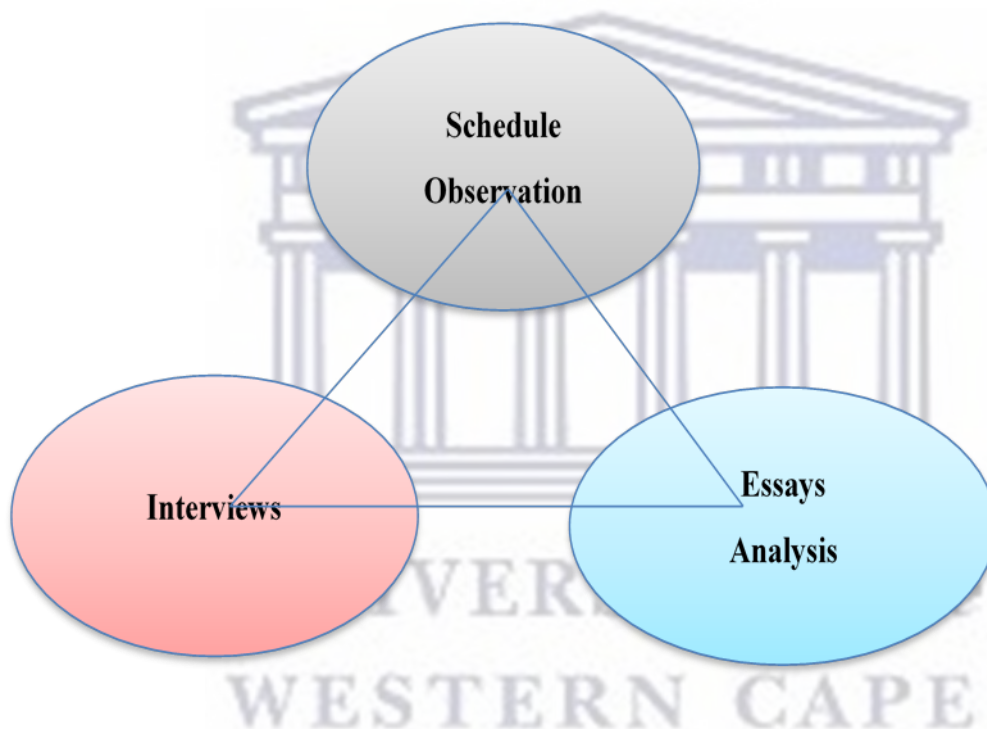 Schedule
Observation
Interviews
Essays
Analysis
WESTERN CAPE